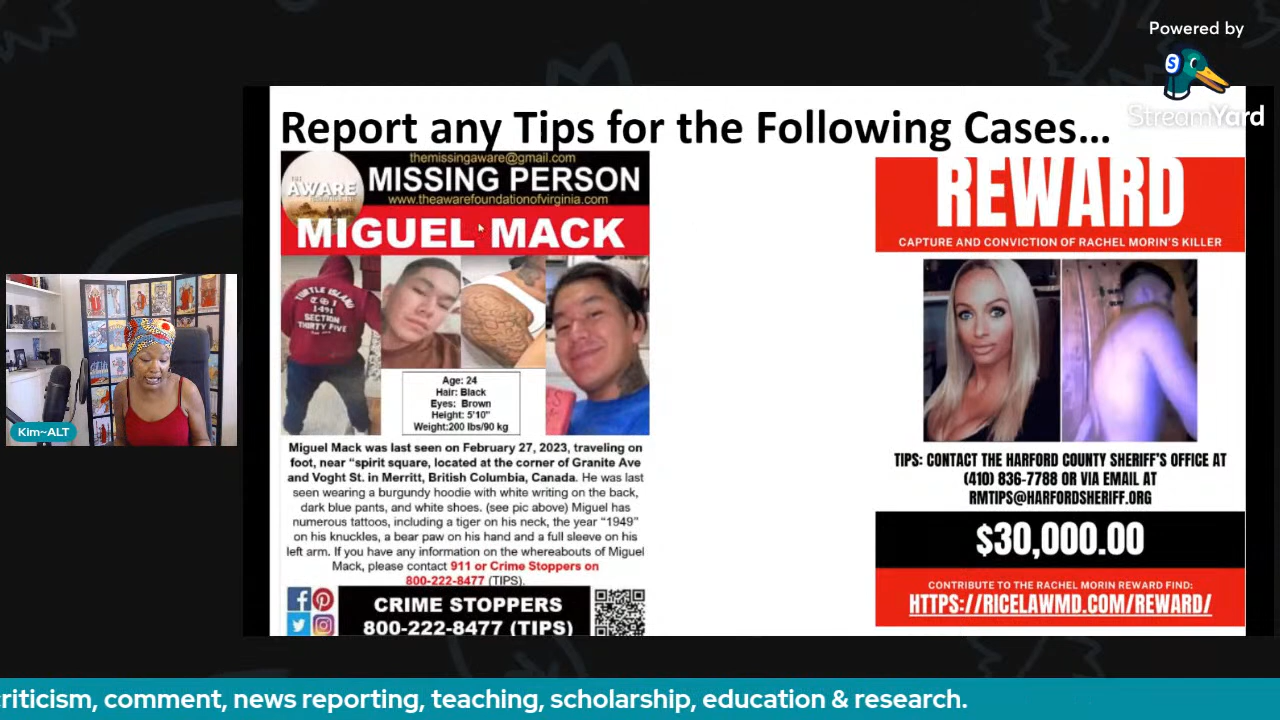 Powered by
StreamYard
Report any Tips for the Following Cases...
themissingaware@gmail.com
AWARE
MISSING PERSON
www.theawarefoundationofvirginia.com
MIGUEL MACK
TURTLE ISLAND
SECTION
THIRTY FIVE
Age: 24
Hair: Black
Eyes: Brown
Height: 5'10"
Weight:200 lbs/90 kg
Miguel Mack was last seen on February 27, 2023, traveling on
foot, near "spirit square, located at the corner of Granite Ave
and Voght St. in Merritt, British Columbia, Canada. He was last
seen wearing a burgundy hoodie with white writing on the back,
dark blue pants, and white shoes. (see pic above) Miguel has
numerous tattoos, including a tiger on his neck, the year "1949"
on his knuckles, a bear paw on his hand and a full sleeve on his
left arm. If you have any information on the whereabouts of Miguel
Mack, please contact 911 or Crime Stoppers on
800-222-8477 (TIPS).
CRIME STOPPERS
800-222-8477 (TIPS)
REWARD
CAPTURE AND CONVICTION OF RACHEL MORIN'S KILLER
TIPS: CONTACT THE HARFORD COUNTY SHERIFF'S OFFICE AT
(410) 836-7788 OR VIA EMAIL AT
RMTIPS@HARFORDSHERIFF.ORG
$30,000.00
CONTRIBUTE TO THE RACHEL MORIN REWARD FIND:
HTTPS://RICELAWMD.COM/REWARD/
Kim~ALT
criticism, comment, news reporting, teaching, scholarship, education & research.